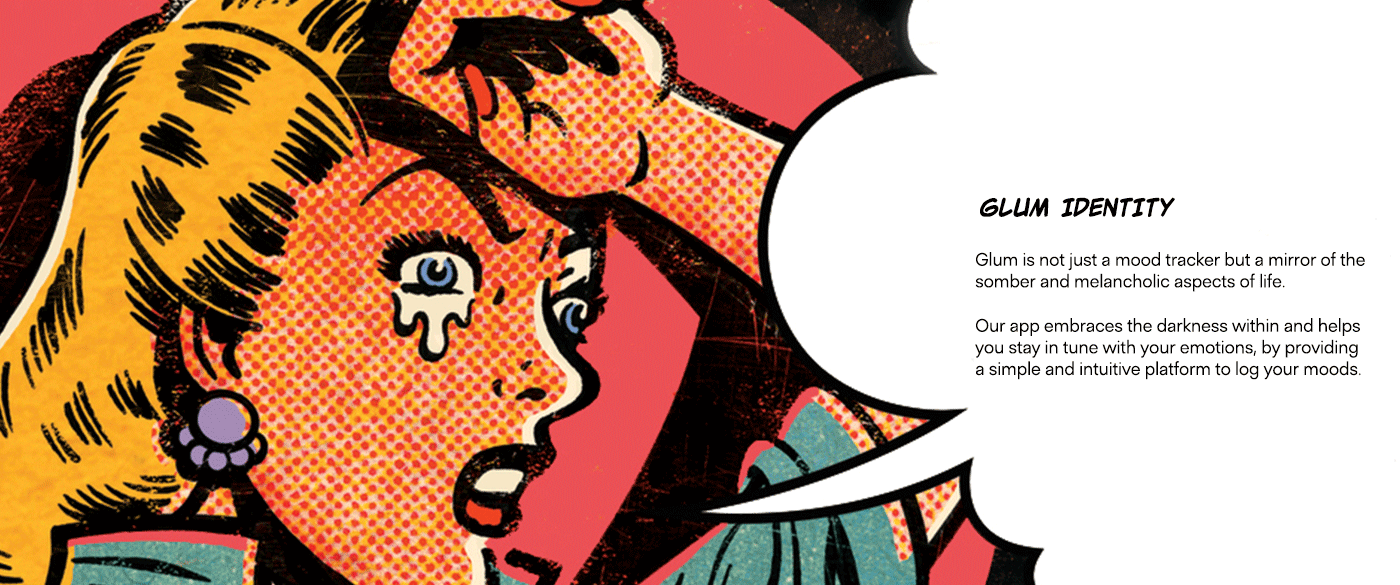 GLUM IDENTITY
Glum is not just a mood tracker but a mirror of the
somber and melancholic aspects of life.
Our app embraces the darkness within and helps
you stay in tune with your emotions, by providing
a simple and intuitive platform to log your moods.